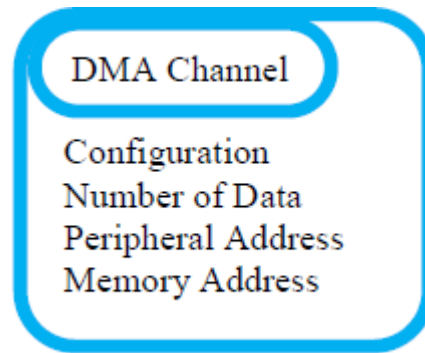 DMA Channel
Configuration
Number of Data
Peripheral Address
Memory Address